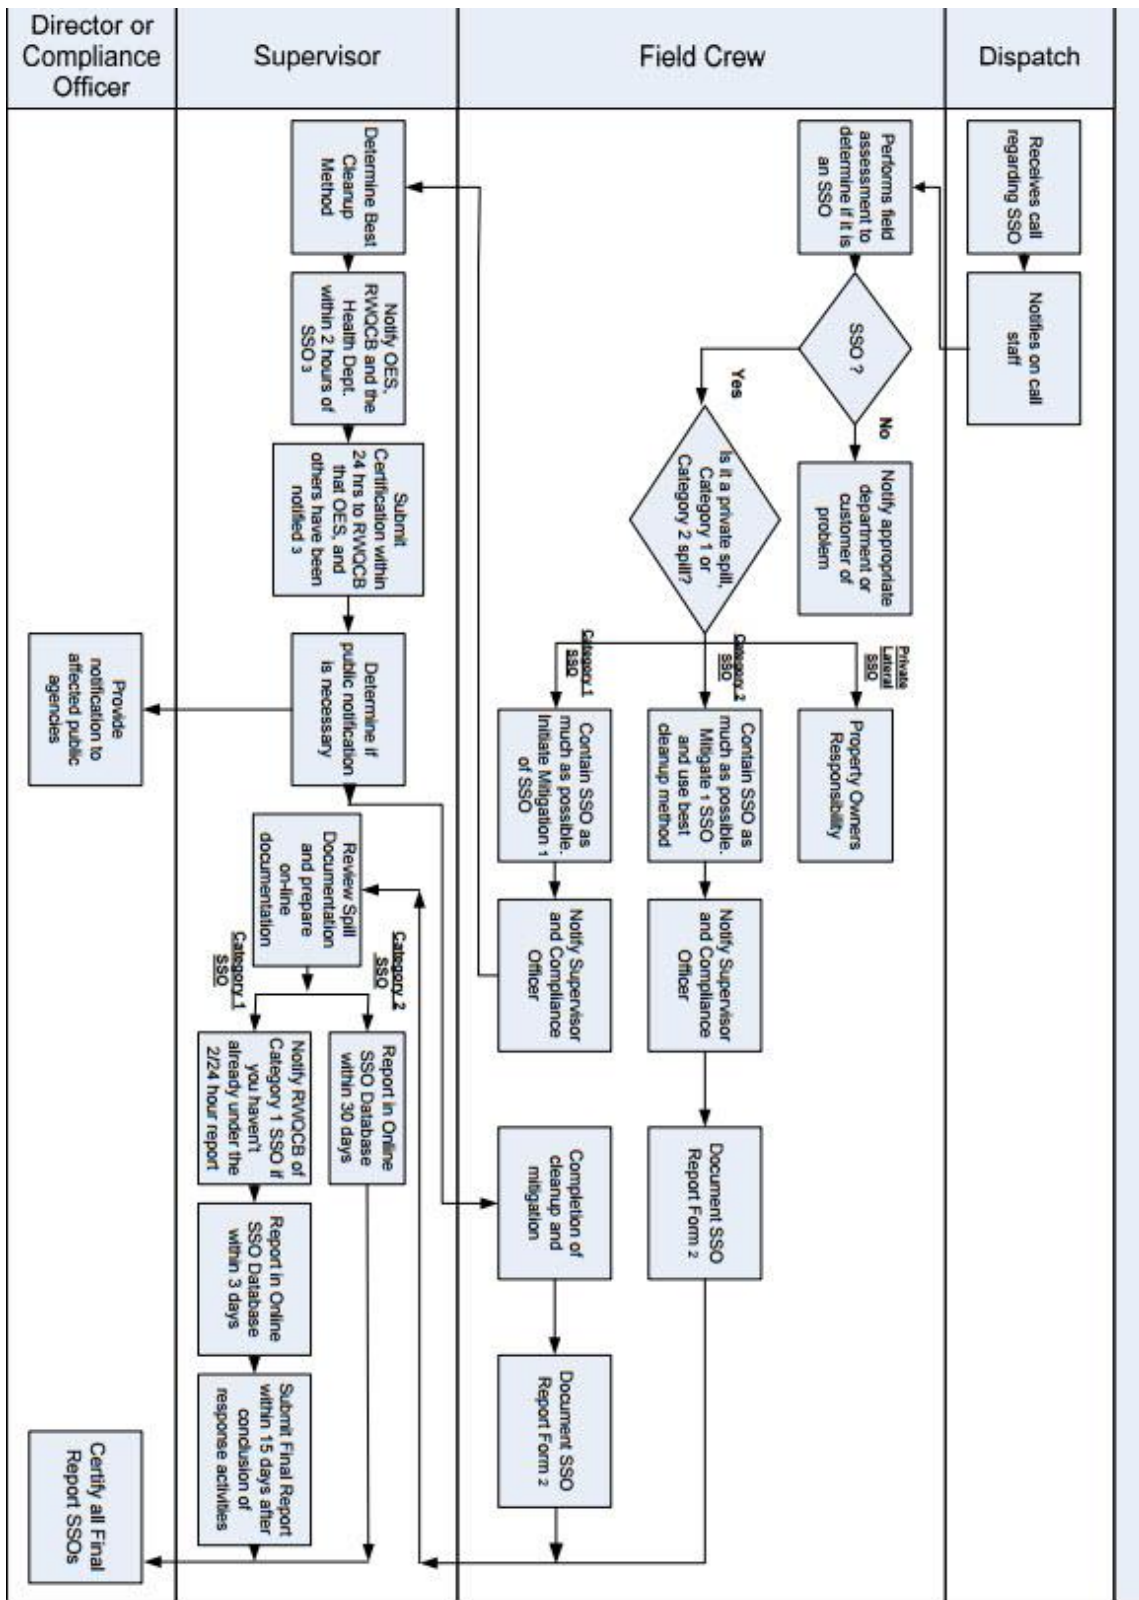 Dispatch
Receives call
regarding SSO
Notifies on call
staff
Field Crew
Performs field
assessment to
determine if it is
an SSO
SSO ?
No
Notify appropriate
department or
customer of
problem
Yes
Is it a private spill,
Category 1 or
Category 2 spill?
Private
Lateral
SSO
Property Owners
Responsibility
Category 2
SSO
Contain SSO as
much as possible.
Mitigate 1 SSO
and use best
cleanup method
Notify Supervisor
and Compliance
Officer
Document SSO
Report Form 2
Category 1
SSO
Contain SSO as
much as possible.
Initiate Mitigation 1
of SSO
Notify Supervisor
and Compliance
Officer
Completion of
cleanup and
mitigation
Document SSO
Report Form 2
Supervisor
Determine Best
Cleanup
Method
Notify OES,
RWQCB and the
Health Dept.
within 2 hours of
SSO 3
Submit
Certification within
24 hrs to RWQCB
that OES, and
others have been
notified 3
Determine if
public notification
is necessary
Review Spill
Documentation
and prepare
on-line
documentation
Category 2
SSO
Report in Online
SSO Database
within 30 days
Category 1
SSO
Notify RWQCB of
Category 1 SSO if
you haven't
already under the
2/24 hour report
Report in Online
SSO Database
within 3 days
Submit Final Report
within 15 days after
conclusion of
response activities
Director or
Compliance
Officer
Provide
notification to
affected public
agencies
Certify all Final
Report SSOs